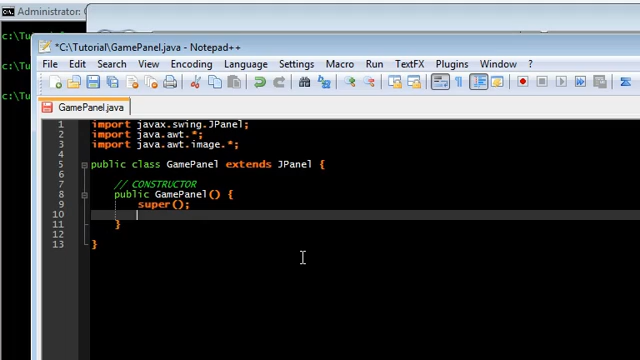 Administrator:
*C:\Tutorial\GamePanel.java - Notepad++
File Edit Search View Encoding Language Settings Macro Run TextFX Plugins Window ?
GamePanel.java
c:\Tu
c:\Tu
c:\Tu
1 import javax.swing.JPanel;
2 import java.awt.*;
3 import java.awt.image.*;
4
5 public class GamePanel extends JPanel {
6
7 // CONSTRUCTOR
8 public GamePanel() {
9 super();
10
11 }
12
13 }